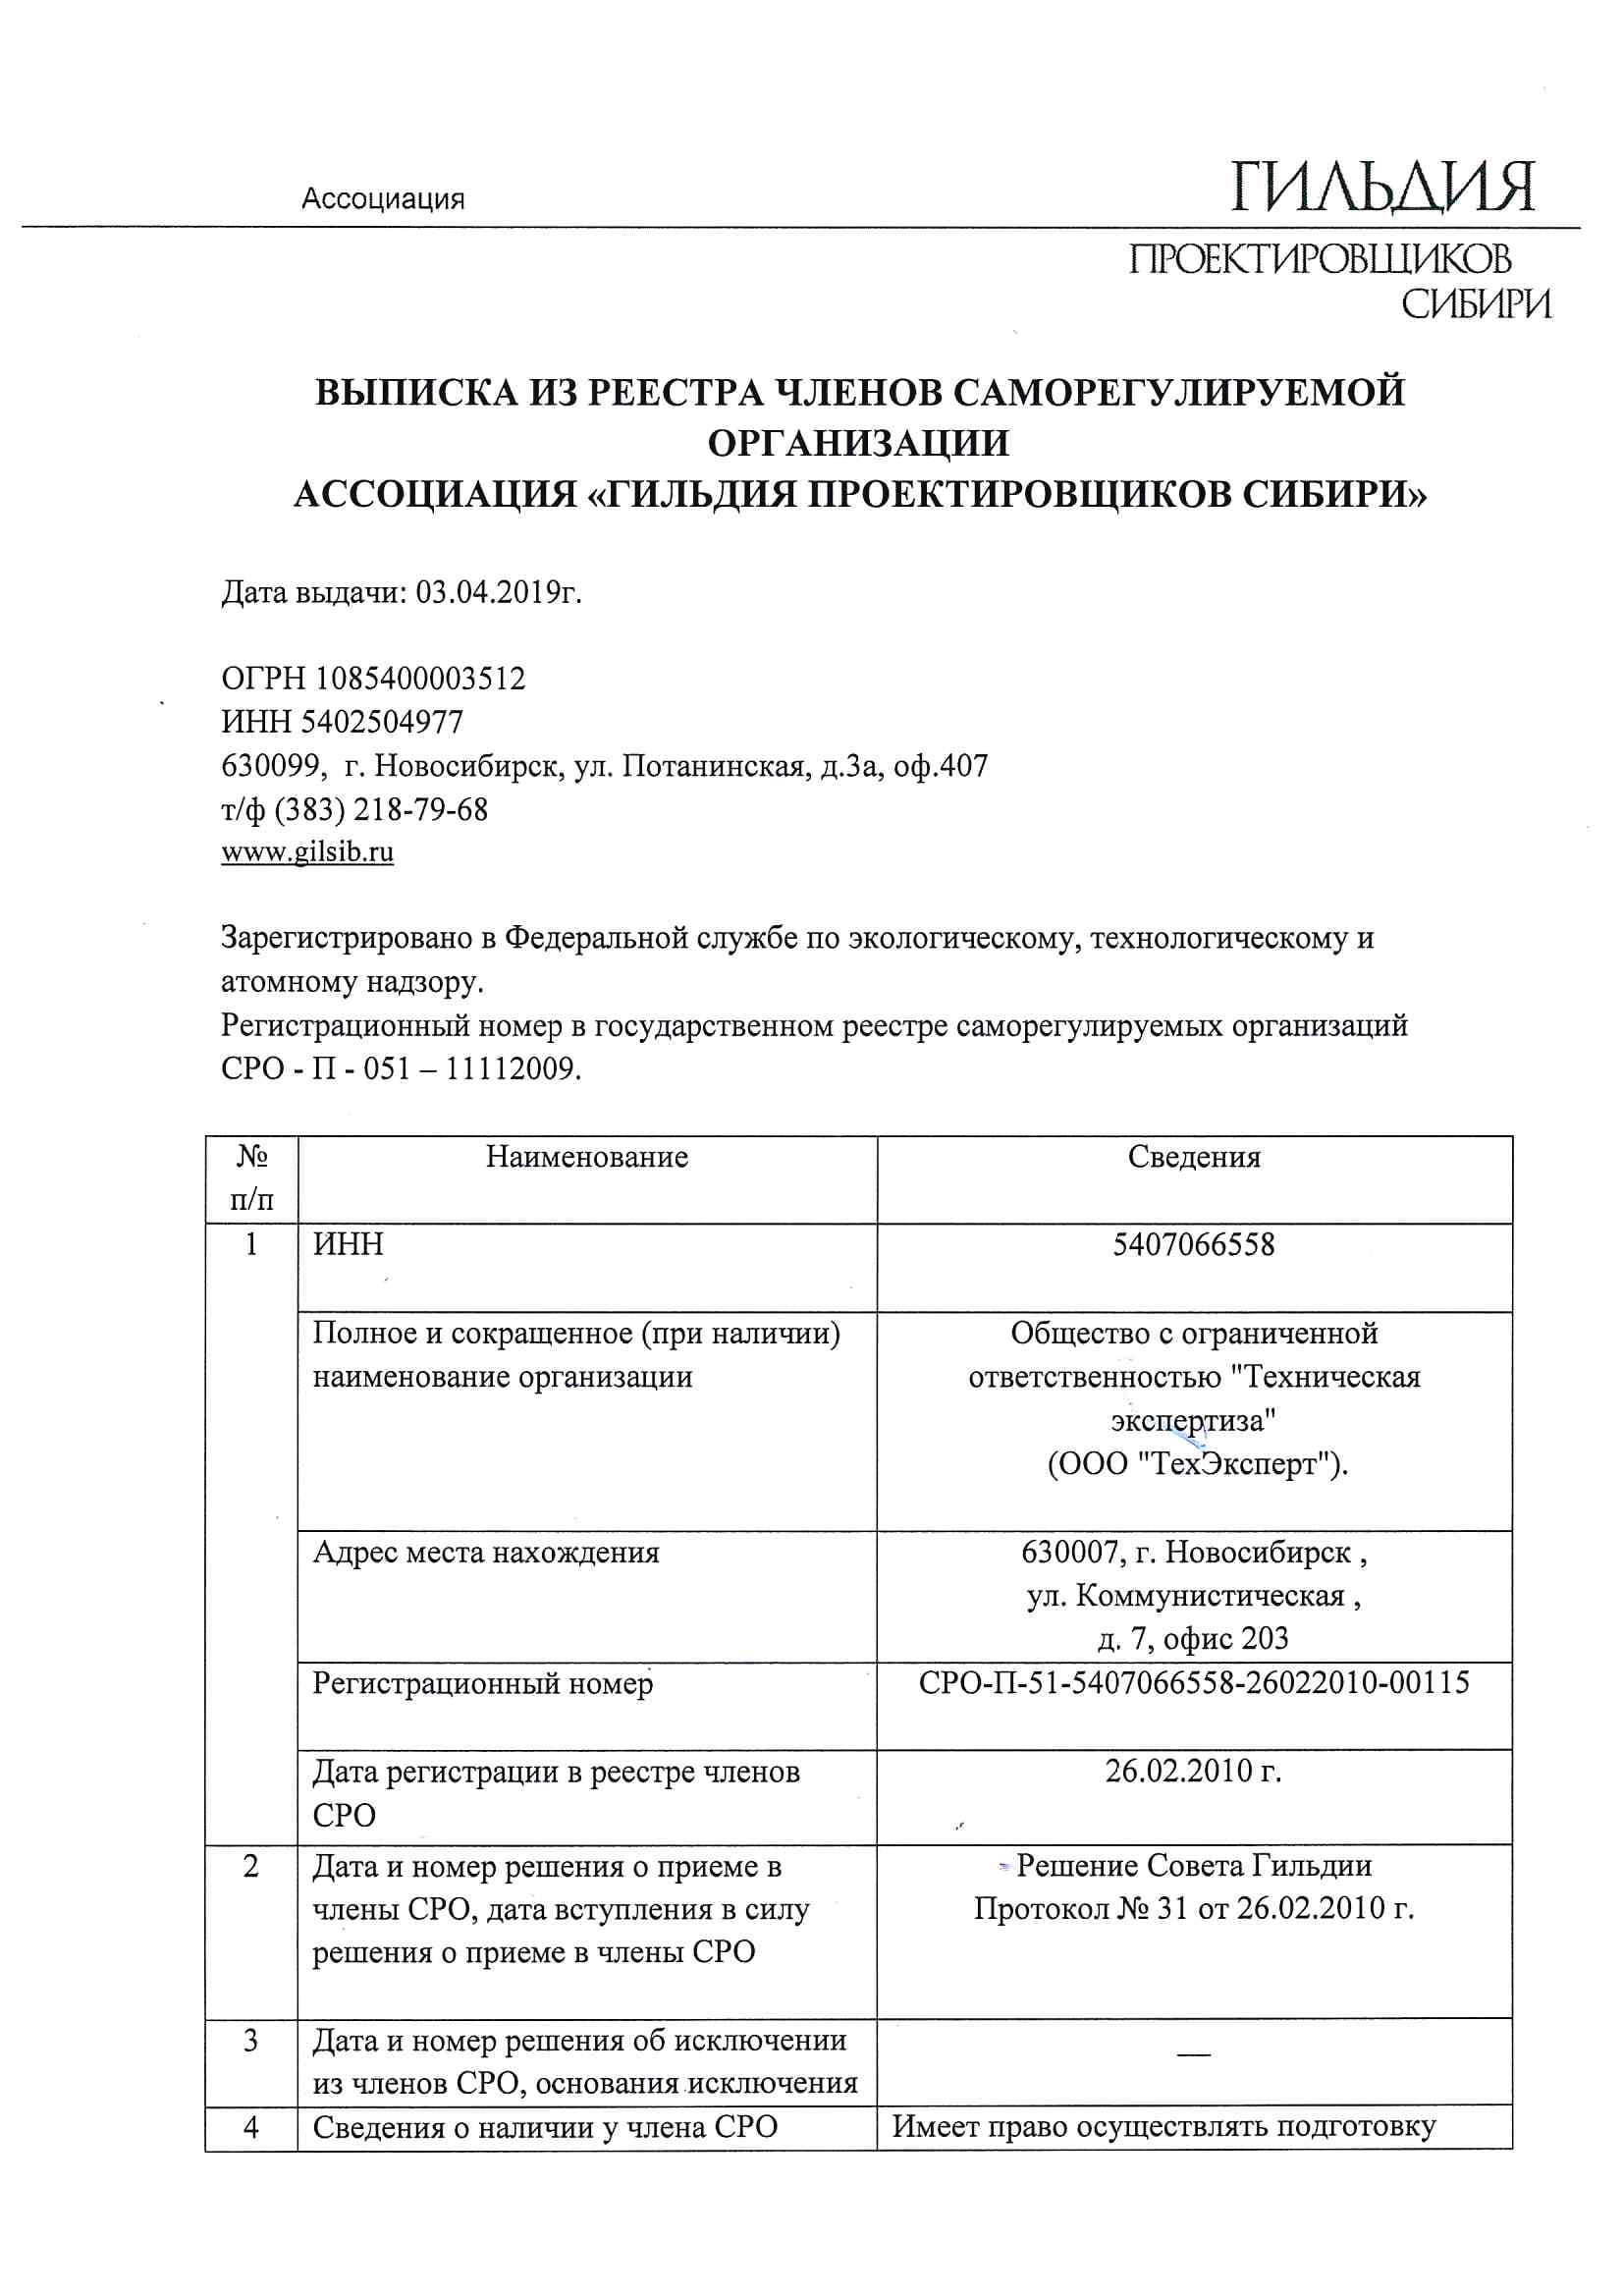 Ассоциация
ГИЛЬДИЯ
ПРОЕКТИРОВЩИКОВ
СИБИРИ
ВЫПИСКА ИЗ РЕЕСТРА ЧЛЕНОВ САМОРЕГУЛИРУЕМОЙ
ОРГАНИЗАЦИИ
АССОЦИАЦИЯ «ГИЛЬДИЯ ПРОЕКТИРОВЩИКОВ СИБИРИ»
Дата выдачи: 03.04.2019г.
ОГРН 1085400003512
ИНН 5402504977
630099, г. Новосибирск, ул. Потанинская, д.3а, оф.407
т/ф (383) 218-79-68
www.gilsib.ru
Зарегистрировано в Федеральной службе по экологическому, технологическому и
атомному надзору.
Регистрационный номер в государственном реестре саморегулируемых организаций
СРО - П - 051 – 11112009.
№
п/п
Наименование
Сведения
1
ИНН
5407066558
Полное и сокращенное (при наличии)
наименование организации
Общество с ограниченной
ответственностью "Техническая
экспертиза"
(ООО "ТехЭксперт").
Адрес места нахождения
630007, г. Новосибирск ,
ул. Коммунистическая ,
д. 7, офис 203
Регистрационный номер
СРО-П-51-5407066558-26022010-00115
Дата регистрации в реестре членов
СРО
26.02.2010 г.
2
Дата и номер решения о приеме в
члены СРО, дата вступления в силу
решения о приеме в члены СРО
Решение Совета Гильдии
Протокол № 31 от 26.02.2010 г.
3
Дата и номер решения об исключении
из членов СРО, основания исключения
—
4
Сведения о наличии у члена СРО
Имеет право осуществлять подготовку